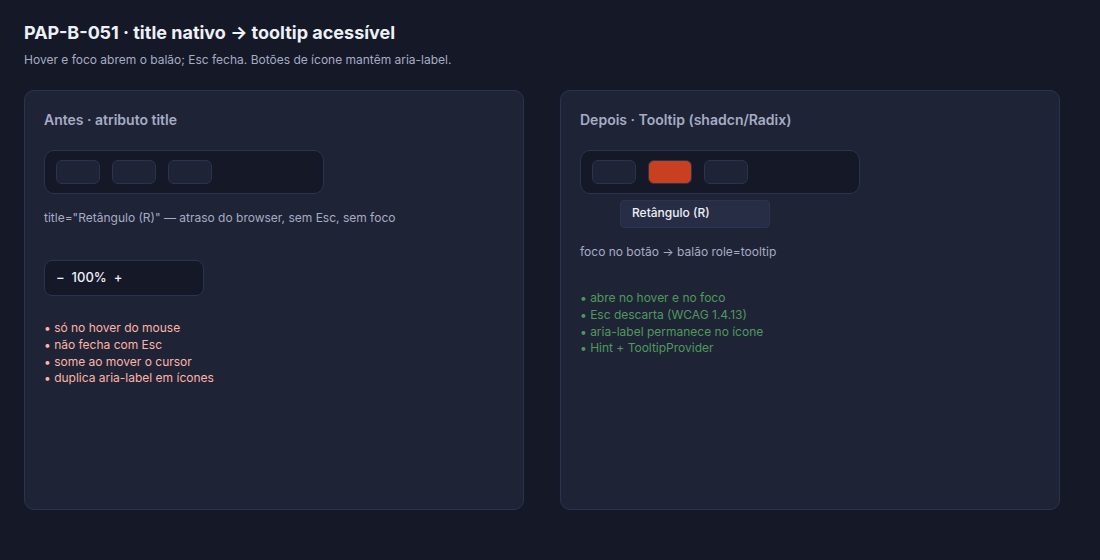 PAP-B-051 · title nativo → tooltip acessível
Hover e foco abrem o balão; Esc fecha. Botões de ícone mantêm aria-label.
Antes · atributo title
title="Retângulo (R)" — atraso do browser, sem Esc, sem foco
− 100% +
• só no hover do mouse
• não fecha com Esc
• some ao mover o cursor
• duplica aria-label em ícones
Depois · Tooltip (shadcn/Radix)
Retângulo (R)
foco no botão → balão role=tooltip
• abre no hover e no foco
• Esc descarta (WCAG 1.4.13)
• aria-label permanece no ícone
• Hint + TooltipProvider